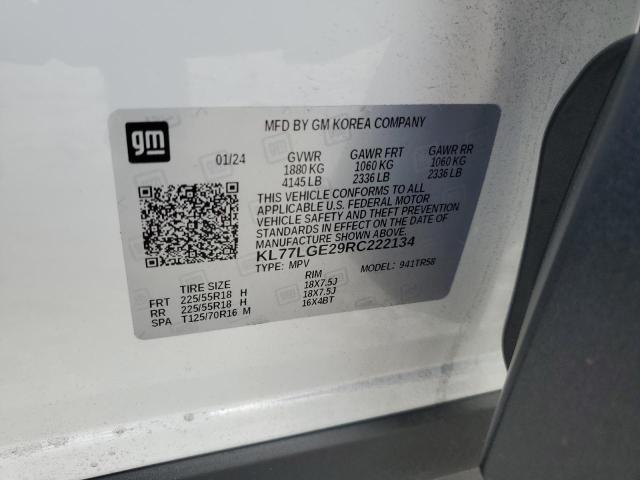 gm
MFD BY GM KOREA COMPANY
01/24 GVWR GAWR FRT GAWR RR
1880 KG 1060 KG 1060 KG
4145 LB 2336 LB 2336 LB
THIS VEHICLE CONFORMS TO ALL
APPLICABLE U.S. FEDERAL MOTOR
VEHICLE SAFETY AND THEFT PREVENTION
STANDARDS IN EFFECT ON THE DATE OF
MANUFACTURE SHOWN ABOVE.
KL77LGE29RC222134
TYPE: MPV MODEL: 941TR58
TIRE SIZE RIM
FRT 225/55R18 H 18X7.5J
RR 225/55R18 H 18X7.5J
SPA T125/70R16 M 16X4BT